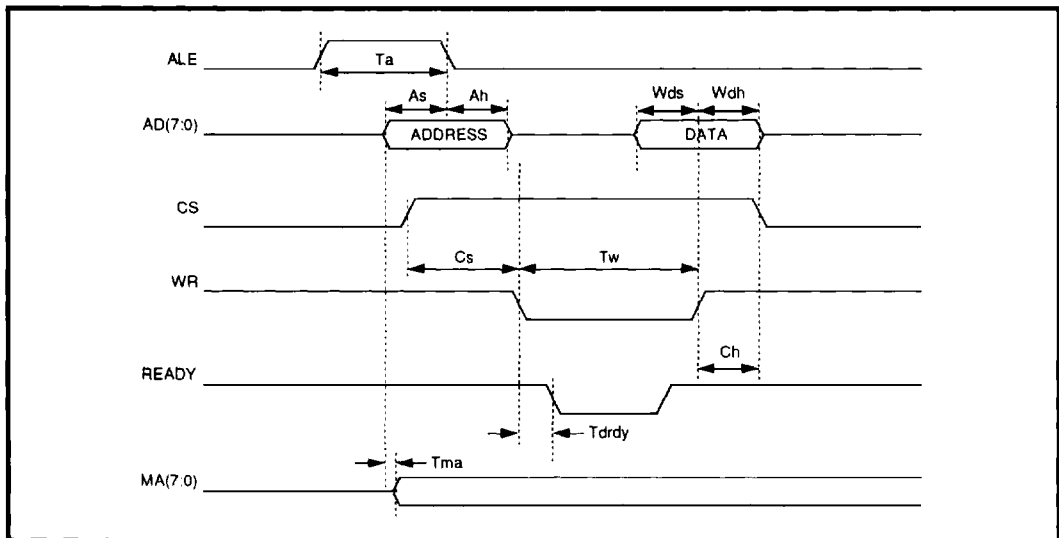 ALE
Ta
As Ah Wds Wdh
AD(7:0)
ADDRESS DATA
CS
Cs Tw
WR
Ch
READY
Tdrdy
Tma
MA(7:0)